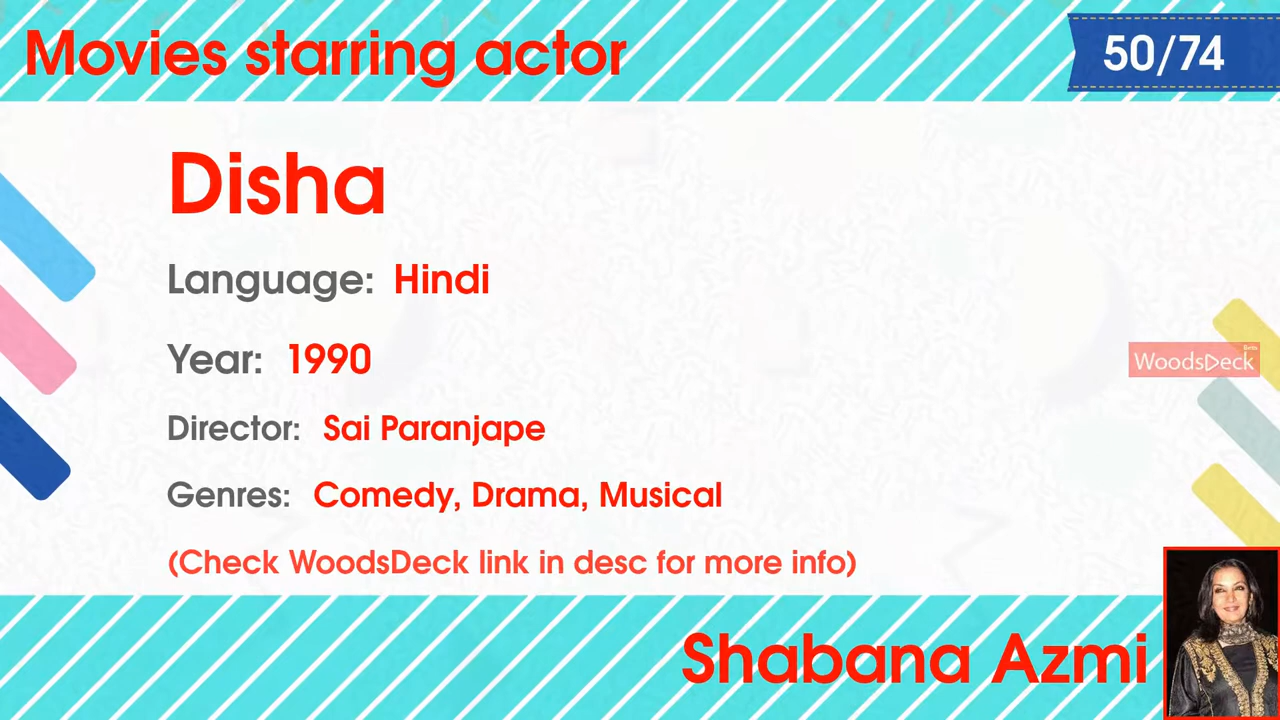 Movies starring actor
50/74
Disha
Language: Hindi
Year: 1990
WoodsDeck
Beta
Director: Sai Paranjape
Genres: Comedy, Drama, Musical
(Check WoodsDeck link in desc for more info)
Shabana Azmi